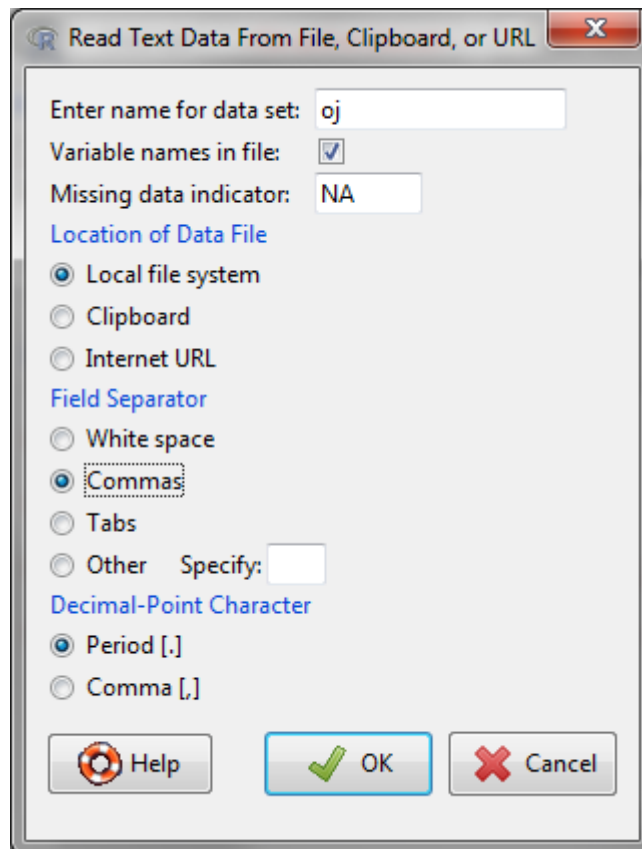 Read Text Data From File, Clipboard, or URL
Enter name for data set: oj
Variable names in file:
Missing data indicator: NA
Location of Data File
Local file system
Clipboard
Internet URL
Field Separator
White space
Commas
Tabs
Other Specify:
Decimal-Point Character
Period [.]
Comma [,]
Help OK Cancel